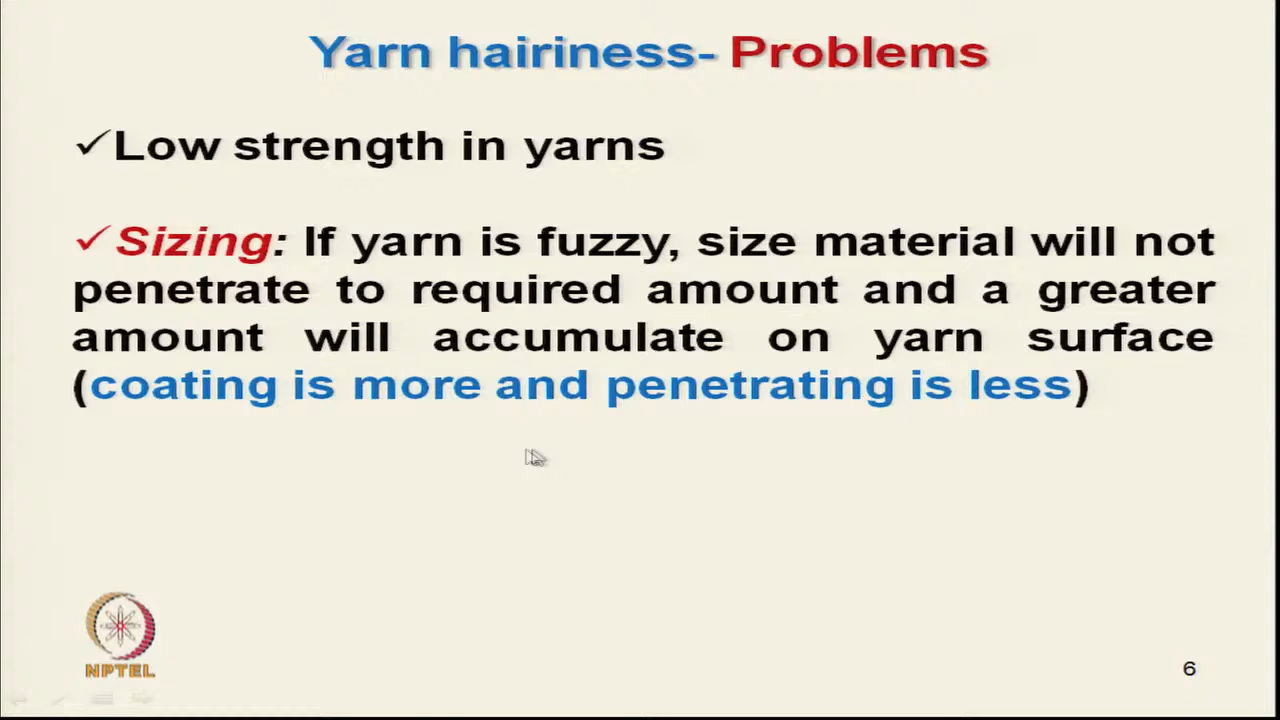 Yarn hairiness- Problems
✓Low strength in yarns
✓Sizing: If yarn is fuzzy, size material will not
penetrate to required amount and a greater
amount will accumulate on yarn surface
(coating is more and penetrating is less)
NPTEL
6